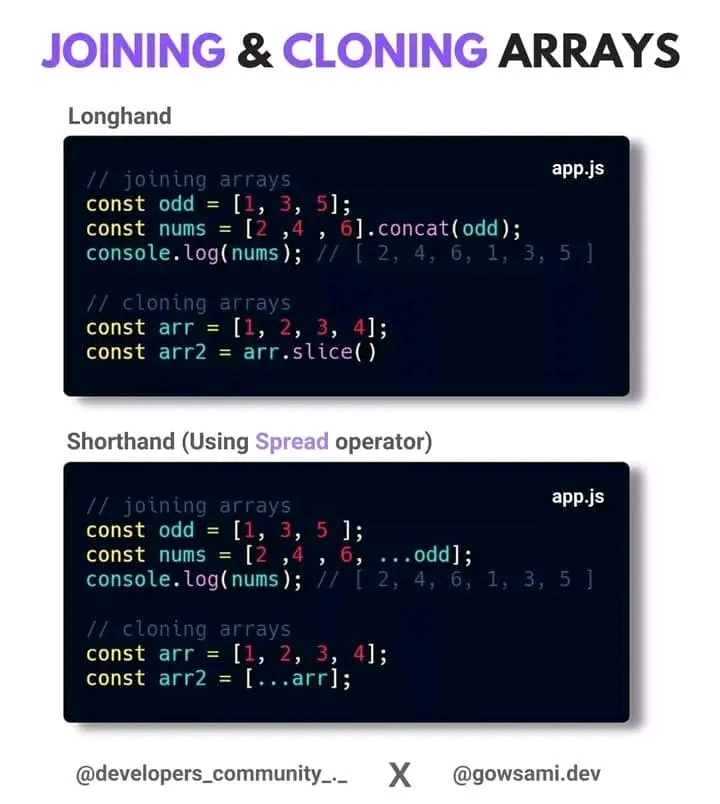 JOINING & CLONING ARRAYS
Longhand
app.js
// joining arrays
const odd = [1, 3, 5];
const nums = [2 ,4 , 6].concat(odd);
console.log(nums); // [ 2, 4, 6, 1, 3, 5 ]
// cloning arrays
const arr = [1, 2, 3, 4];
const arr2 = arr.slice()
Shorthand (Using Spread operator)
app.js
// joining arrays
const odd = [1, 3, 5 ];
const nums = [2 ,4 , 6, ...odd];
console.log(nums); // [ 2, 4, 6, 1, 3, 5 ]
// cloning arrays
const arr = [1, 2, 3, 4];
const arr2 = [...arr];
@developers_community_._ X @gowsami.dev